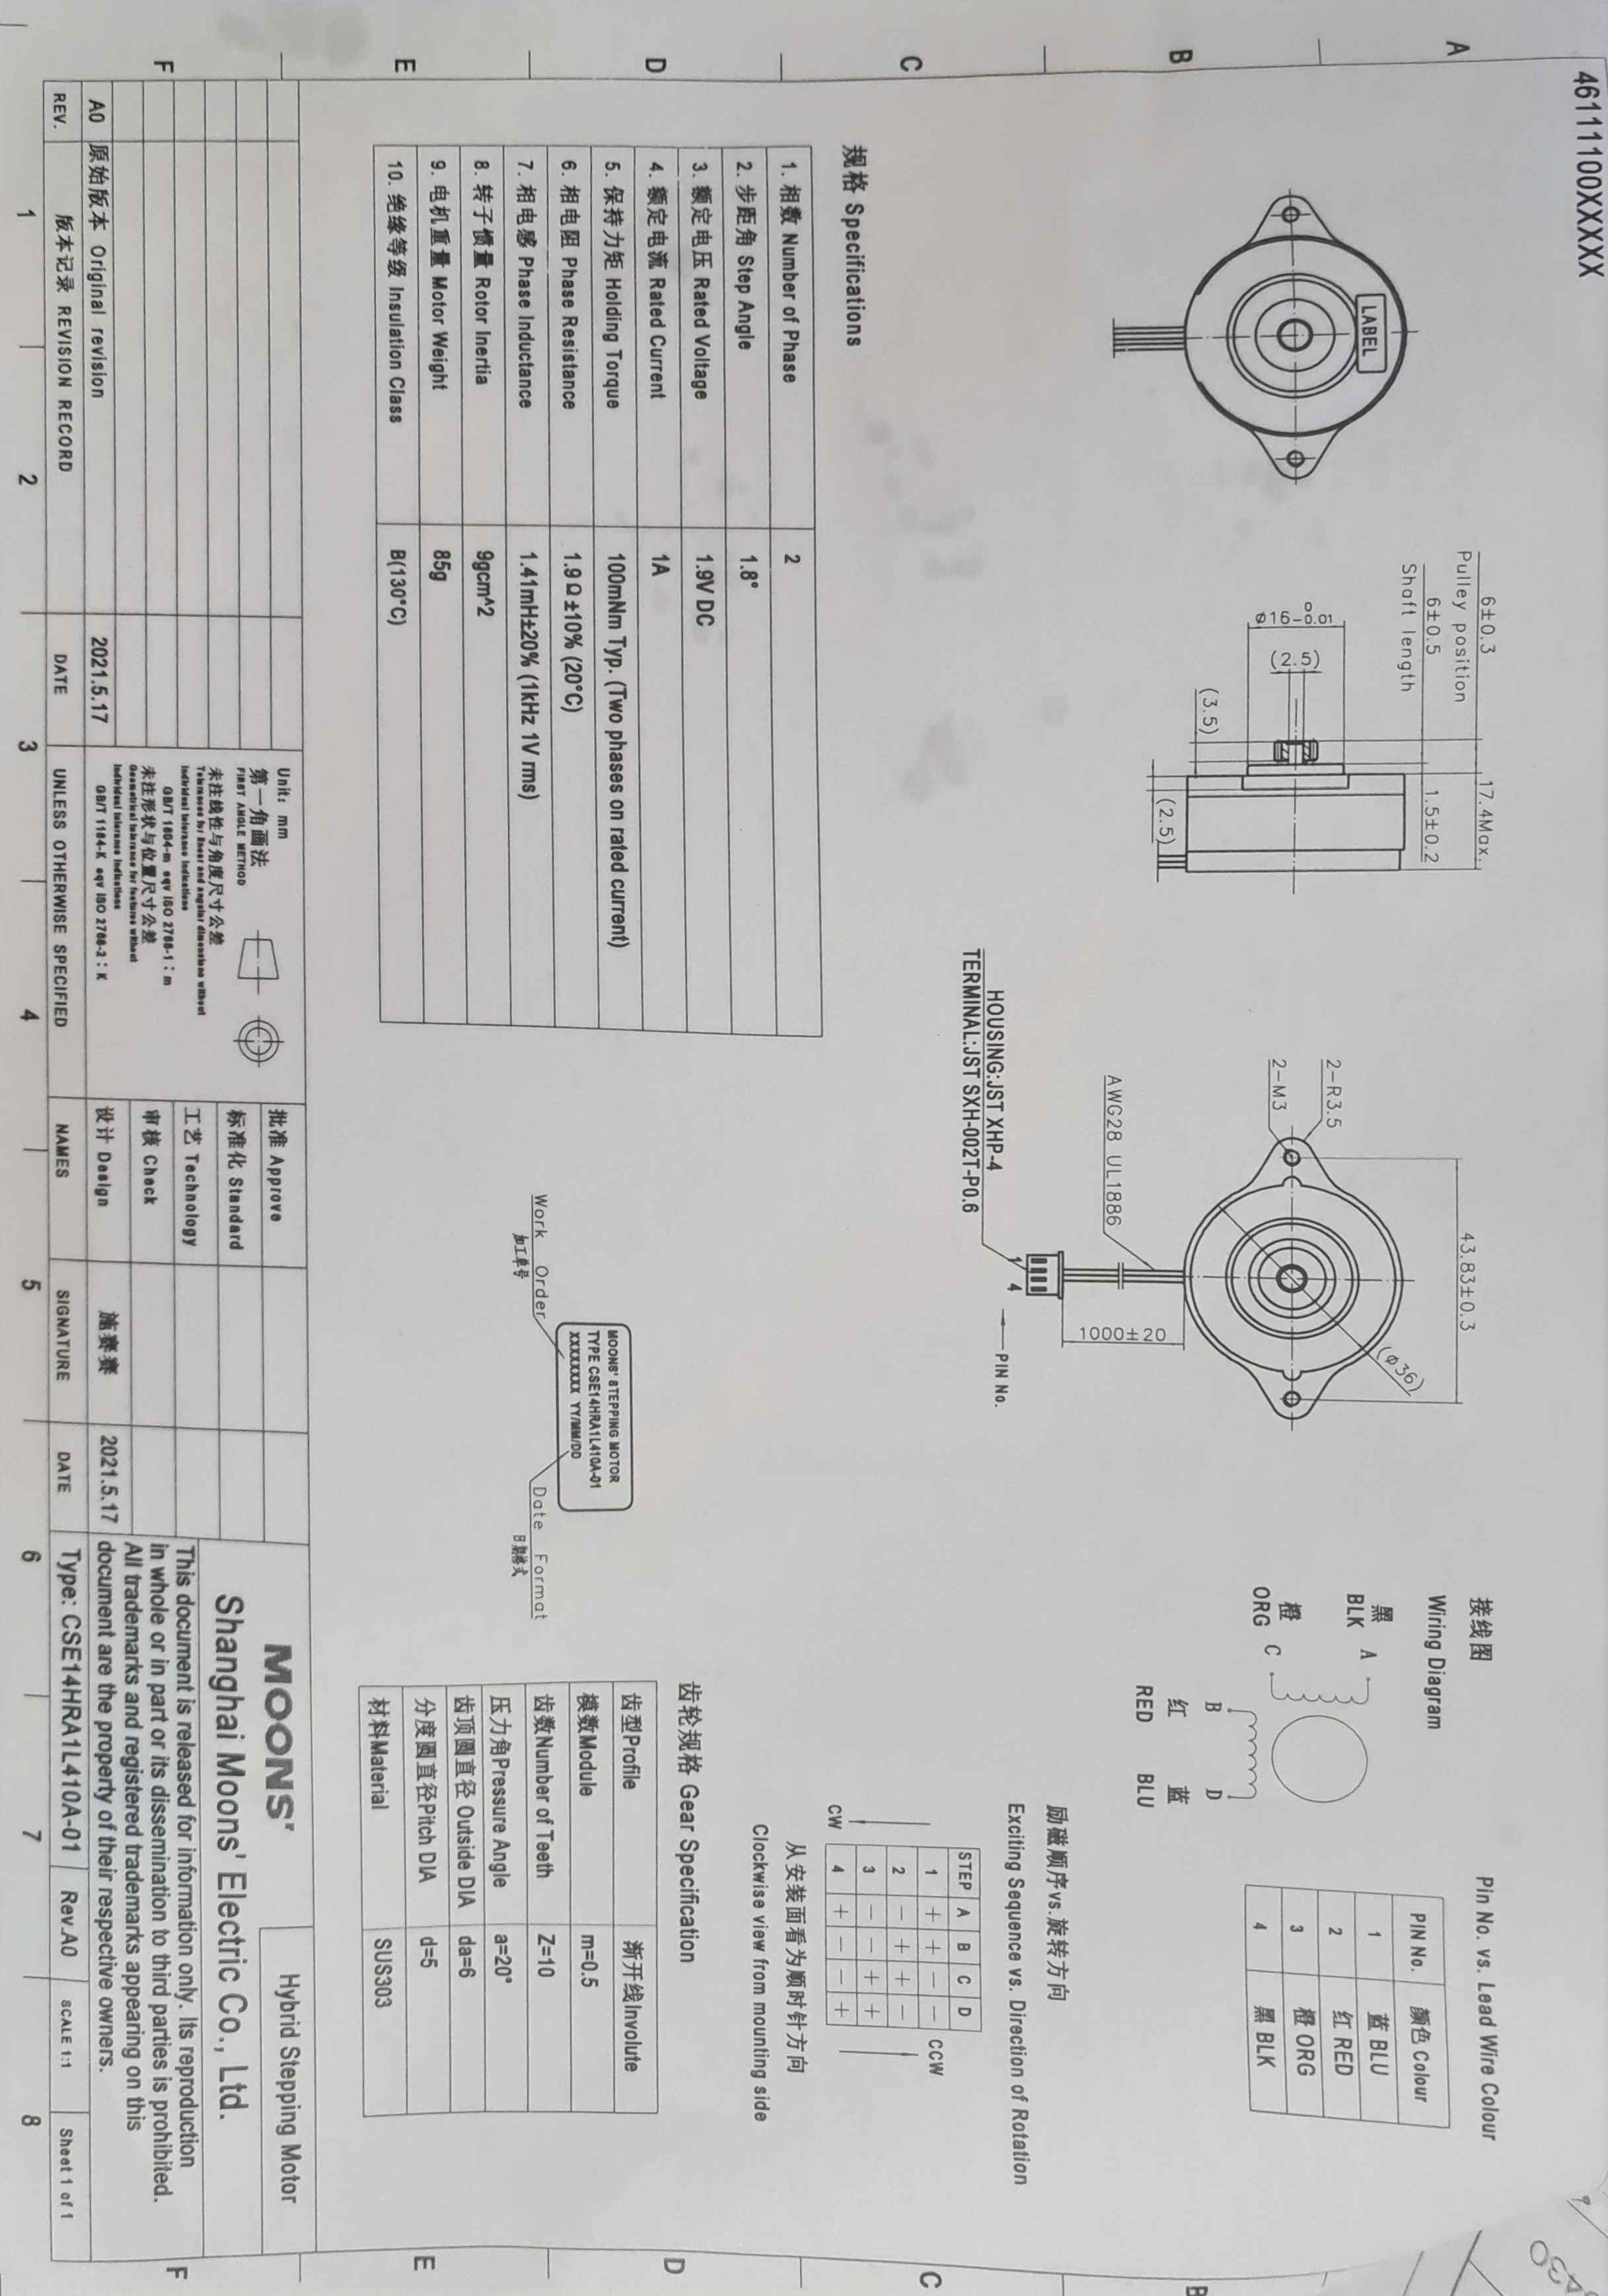 46111100XXXXX
A
B
C
D
E
F
LABEL
6±0.3
Pulley position
17.4Max.
6±0.5
Shaft length
1.5±0.2
ø16-0.01 0
(2.5)
(3.5)
(2.5)
43.83±0.3
(ø36)
2-R3.5
2-M3
AWG28 UL1886
1000±20
1 4
PIN No.
HOUSING:JST XHP-4
TERMINAL:JST SXH-002T-P0.6
接线图
Wiring Diagram
黑
BLK A
橙
ORG C
B D
红 蓝
RED BLU
Pin No. vs. Lead Wire Colour
PIN No. 颜色 Colour
1 蓝 BLU
2 红 RED
3 橙 ORG
4 黑 BLK
励磁顺序vs.旋转方向
Exciting Sequence vs. Direction of Rotation
STEP A B C D
1 + + - - CCW
2 - + + -
3 - - + +
CW 4 + - - +
从安装面看为顺时针方向
Clockwise view from mounting side
规格 Specifications
1. 相数 Number of Phase 2
2. 步距角 Step Angle 1.8°
3. 额定电压 Rated Voltage 1.9V DC
4. 额定电流 Rated Current 1A
5. 保持力矩 Holding Torque 100mNm Typ. (Two phases on rated current)
6. 相电阻 Phase Resistance 1.9Ω±10% (20°C)
7. 相电感 Phase Inductance 1.41mH±20% (1kHz 1V rms)
8. 转子惯量 Rotor Inertia 9gcm^2
9. 电机重量 Motor Weight 85g
10. 绝缘等级 Insulation Class B(130°C)
MOONS' STEPPING MOTOR
TYPE CSE14HRA1L410A-01
XXXXXXXX YY/MM/DD
Work Order
加工单号
Date Format
日期格式
齿轮规格 Gear Specification
齿型Profile 渐开线Involute
模数Module m=0.5
齿数Number of Teeth Z=10
压力角Pressure Angle a=20°
齿顶圆直径 Outside DIA da=6
分度圆直径Pitch DIA d=5
材料Material SUS303
B
C
D
E
F
A0 原始版本 Original revision 2021.5.17
REV. 版本记录 REVISION RECORD DATE
Unit: mm
第一角画法
FIRST ANGLE METHOD
未注线性与角度尺寸公差
Tolerances for linear and angular dimensions without
individual tolerance indications
GB/T 1804-m eqv ISO 2768-1:m
未注形状与位置尺寸公差
Geometrical tolerance for features without
individual tolerance indications
GB/T 1184-K eqv ISO 2768-2:K
UNLESS OTHERWISE SPECIFIED
批准 Approve
标准化 Standard
工艺 Technology
审核 Check
设计 Design 施赛赛 2021.5.17
NAMES SIGNATURE DATE
MOONS'
Hybrid Stepping Motor
Shanghai Moons' Electric Co., Ltd.
This document is released for information only. Its reproduction
in whole or in part or its dissemination to third parties is prohibited.
All trademarks and registered trademarks appearing on this
document are the property of their respective owners.
Type: CSE14HRA1L410A-01 Rev.A0 SCALE 1:1 Sheet 1 of 1
1 2 3 4 5 6 7 8